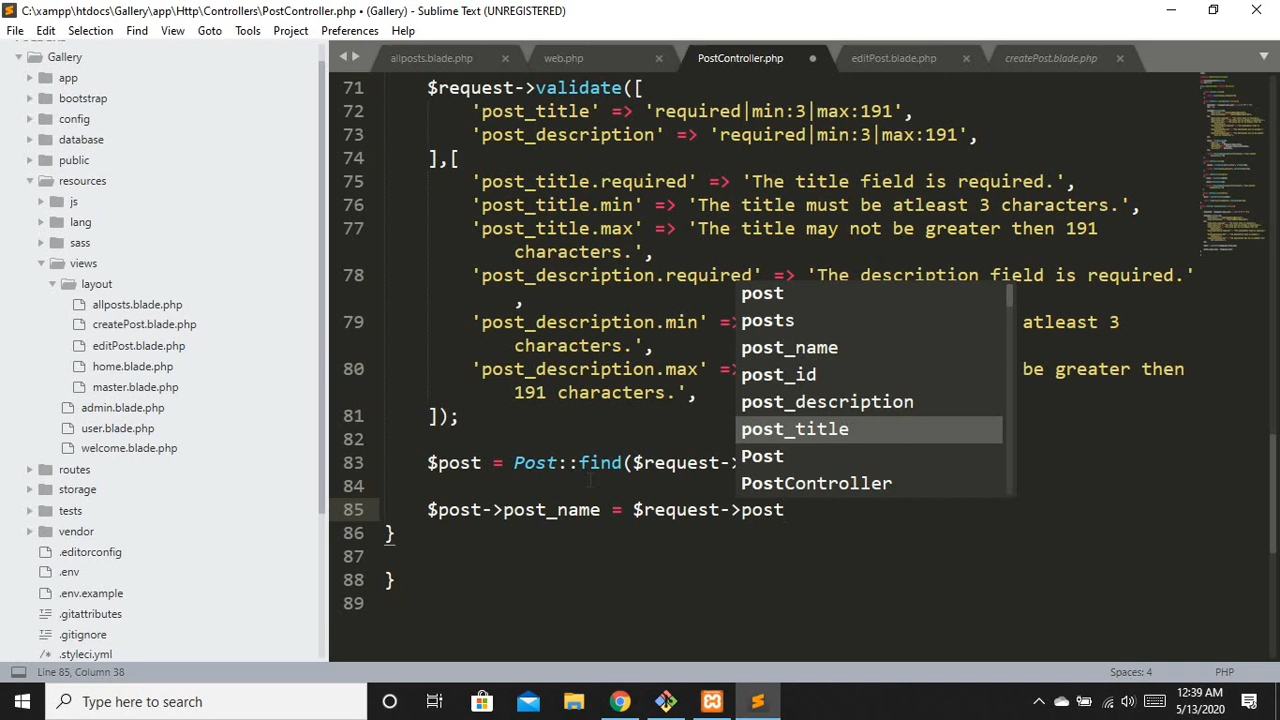 C:\xampp\htdocs\Gallery\app\Http\Controllers\PostController.php • (Gallery) - Sublime Text (UNREGISTERED)
File Edit Selection Find View Goto Tools Project Preferences Help
Gallery
app
bootstrap
config
database
public
resources
js
lang
sass
views
layout
allposts.blade.php
createPost.blade.php
editPost.blade.php
home.blade.php
master.blade.php
admin.blade.php
user.blade.php
welcome.blade.php
routes
storage
tests
vendor
.editorconfig
.env
.env.example
.gitattributes
.gitignore
.styleci.yml
allposts.blade.php web.php PostController.php editPost.blade.php createPost.blade.php
71 $request->validate([
72 'post_title' => 'required|min:3|max:191',
73 'post_description' => 'required|min:3|max:191',
74 ],[
75 'post_title.required' => 'The title field is required.',
76 'post_title.min' => 'The title must be atleast 3 characters.',
77 'post_title.max' => 'The title may not be greater then 191
characters.',
78 'post_description.required' => 'The description field is required.'
,
79 'post_description.min' = atleast 3
characters.',
80 'post_description.max' = be greater then
191 characters.',
81 ]);
82
83 $post = Post::find($request->
84
85 $post->post_name = $request->post
86 }
87
88 }
89
post
posts
post_name
post_id
post_description
post_title
Post
PostController
Line 85, Column 38 Spaces: 4 PHP
Type here to search
12:39 AM
5/13/2020